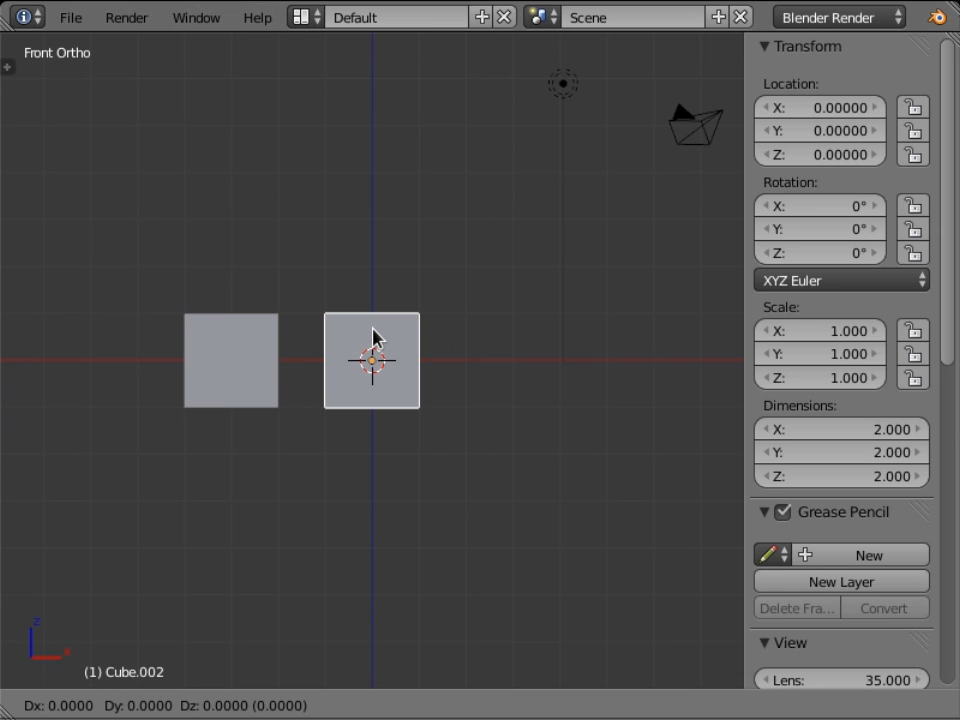 File Render Window Help Default Scene Blender Render
Front Ortho
Transform
Location:
X: 0.00000
Y: 0.00000
Z: 0.00000
Rotation:
X: 0°
Y: 0°
Z: 0°
XYZ Euler
Scale:
X: 1.000
Y: 1.000
Z: 1.000
Dimensions:
X: 2.000
Y: 2.000
Z: 2.000
Grease Pencil
New
New Layer
Delete Fra... Convert
View
Lens: 35.000
z
x
(1) Cube.002
Dx: 0.0000 Dy: 0.0000 Dz: 0.0000 (0.0000)